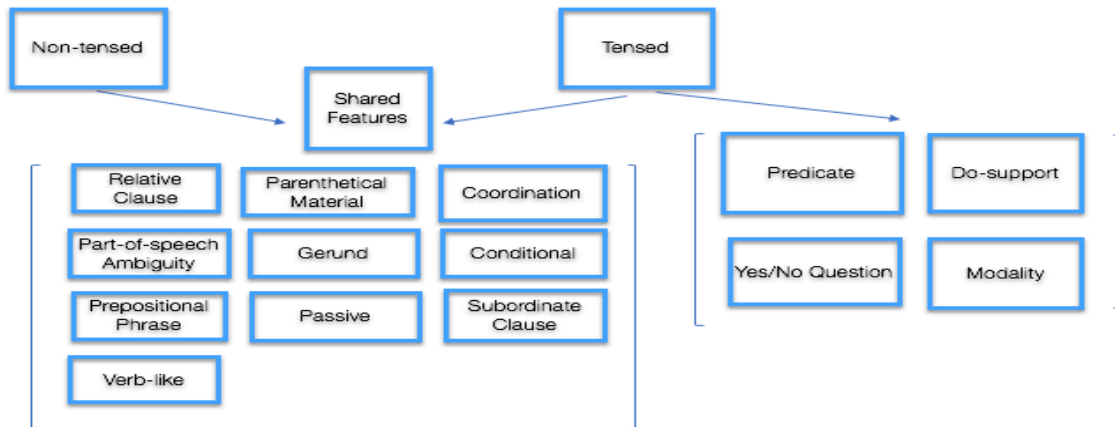 Non-tensed
Tensed
Shared
Features
Relative
Clause
Parenthetical
Material
Coordination
Part-of-speech
Ambiguity
Gerund
Conditional
Prepositional
Phrase
Passive
Subordinate
Clause
Verb-like
Predicate
Do-support
Yes/No Question
Modality